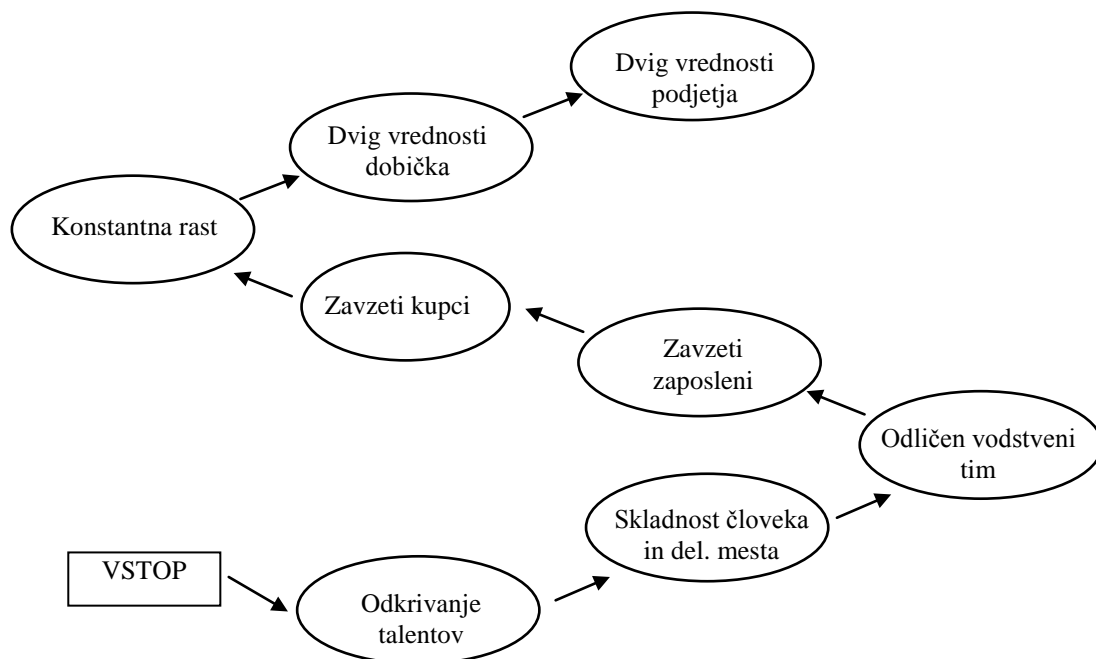 Dvig vrednosti
podjetja
Dvig vrednosti
dobička
Konstantna rast
Zavzeti kupci
Zavzeti
zaposleni
Odličen vodstveni
tim
Skladnost človeka
in del. mesta
VSTOP
Odkrivanje
talentov